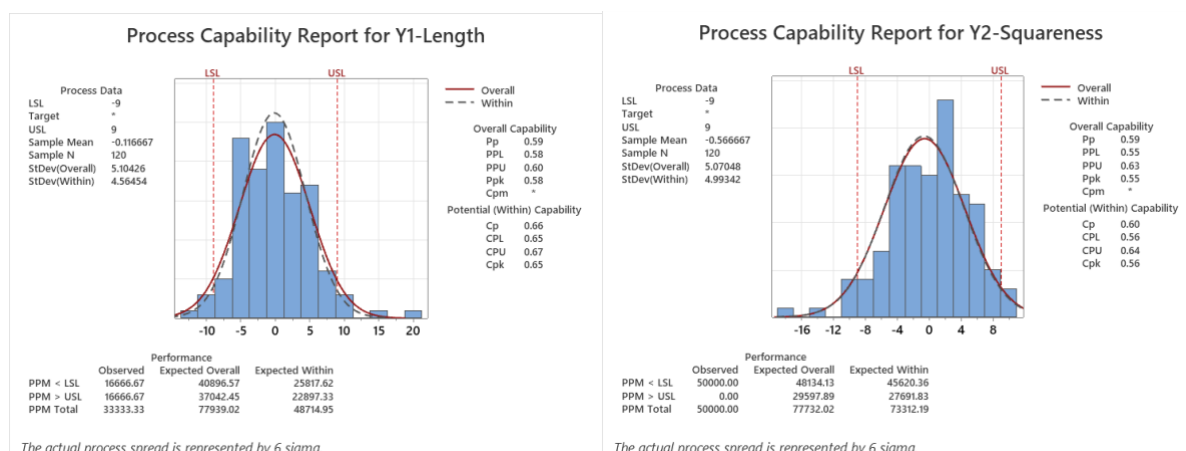 Process Capability Report for Y1-Length
LSL USL
Process Data
LSL -9
Target *
USL 9
Sample Mean -0.116667
Sample N 120
StDev(Overall) 5.10426
StDev(Within) 4.56454
Overall
Within
Overall Capability
Pp 0.59
PPL 0.58
PPU 0.60
Ppk 0.58
Cpm *
Potential (Within) Capability
Cp 0.66
CPL 0.65
CPU 0.67
Cpk 0.65
-10 -5 0 5 10 15 20
Performance
Observed Expected Overall Expected Within
PPM < LSL 16666.67 40896.57 25817.62
PPM > USL 16666.67 37042.45 22897.33
PPM Total 33333.33 77939.02 48714.95
The actual process spread is represented by 6 sigma.
Process Capability Report for Y2-Squareness
LSL USL
Process Data
LSL -9
Target *
USL 9
Sample Mean -0.566667
Sample N 120
StDev(Overall) 5.07048
StDev(Within) 4.99342
Overall
Within
Overall Capability
Pp 0.59
PPL 0.55
PPU 0.63
Ppk 0.55
Cpm *
Potential (Within) Capability
Cp 0.60
CPL 0.56
CPU 0.64
Cpk 0.56
-16 -12 -8 -4 0 4 8
Performance
Observed Expected Overall Expected Within
PPM < LSL 50000.00 48134.13 45620.36
PPM > USL 0.00 29597.89 27691.83
PPM Total 50000.00 77732.02 73312.19
The actual process spread is represented by 6 sigma.